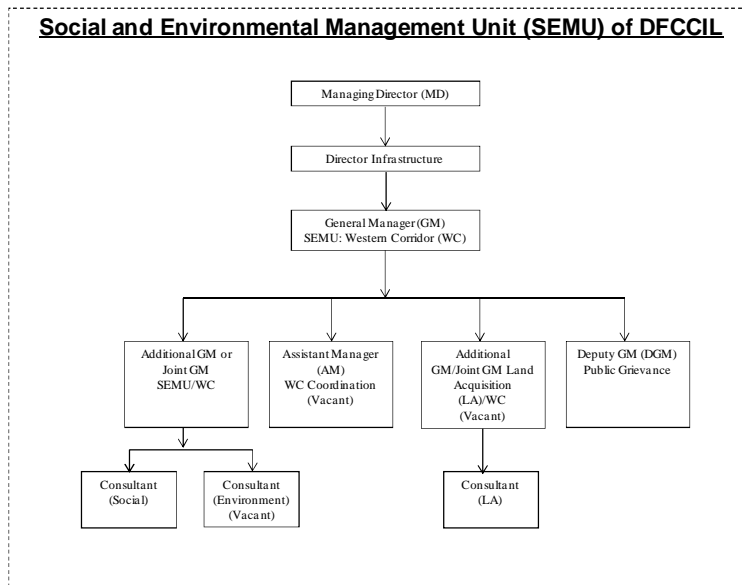 Social and Environmental Management Unit (SEMU) of DFCCIL
Managing Director (MD)
Director Infrastructure
General Manager (GM)
SEMU: Western Corridor (WC)
Additional GM or
Joint GM
SEMU/WC
Assistant Manager
(AM)
WC Coordination
(Vacant)
Additional
GM/Joint GM Land
Acquisition
(LA)/WC
(Vacant)
Deputy GM (DGM)
Public Grievance
Consultant
(Social)
Consultant
(Environment)
(Vacant)
Consultant
(LA)